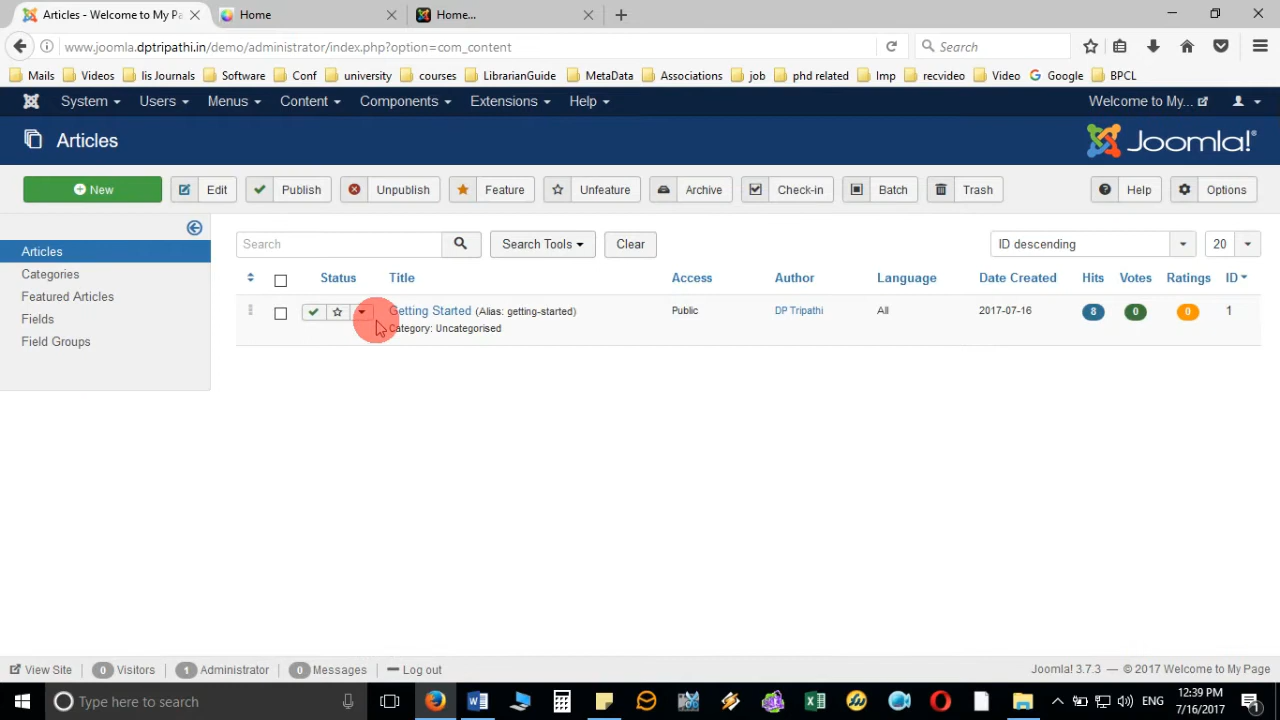 Articles - Welcome to My Pa
Home
Home...
www.joomla.dptripathi.in/demo/administrator/index.php?option=com_content
Search
Mails Videos lis Journals Software Conf university courses LibrarianGuide MetaData Associations job phd related Imp recvideo Video Google BPCL
System Users Menus Content Components Extensions Help Welcome to My...
Articles
Joomla!®
New Edit Publish Unpublish Feature Unfeature Archive Check-in Batch Trash Help Options
Articles
Categories
Featured Articles
Fields
Field Groups
Search Search Tools Clear ID descending 20
Status Title Access Author Language Date Created Hits Votes Ratings ID
Getting Started (Alias: getting-started) Public DP Tripathi All 2017-07-16 8 0 0 1
Category: Uncategorised
View Site 0 Visitors 1 Administrator 0 Messages Log out Joomla! 3.7.3 — © 2017 Welcome to My Page
Type here to search
ENG
12:39 PM
7/16/2017
1